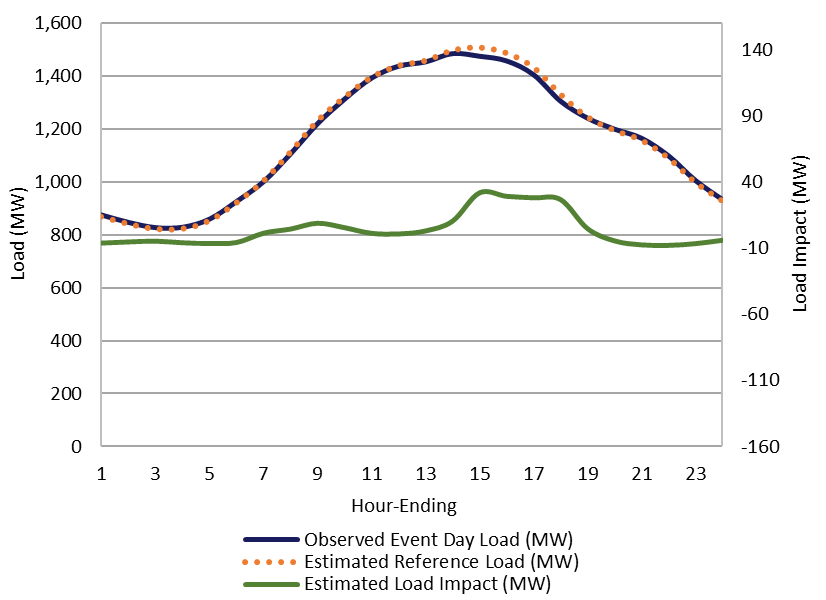 1,600
1,400
1,200
1,000
800
600
400
200
0
Load (MW)
140
90
40
-10
-60
-110
-160
Load Impact (MW)
1 3 5 7 9 11 13 15 17 19 21 23
Hour-Ending
Observed Event Day Load (MW)
Estimated Reference Load (MW)
Estimated Load Impact (MW)